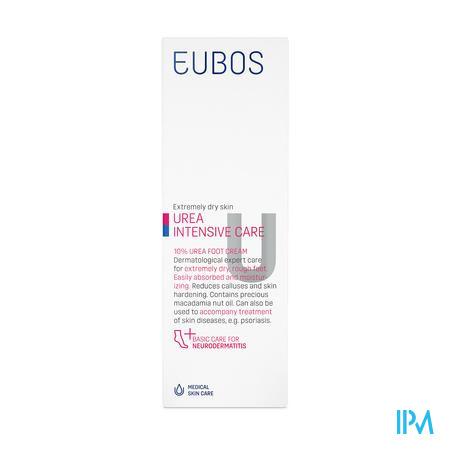 EUBOS
Extremely dry skin
UREA
INTENSIVE CARE
U
10% UREA FOOT CREAM
Dermatological expert care
for extremely dry, rough feet.
Easily absorbed and moistur-
izing. Reduces calluses and skin
hardening. Contains precious
macadamia nut oil. Can also be
used to accompany treatment
of skin diseases, e.g. psoriasis.
BASIC CARE FOR
NEURODERMATITIS
MEDICAL
SKIN CARE
IPM